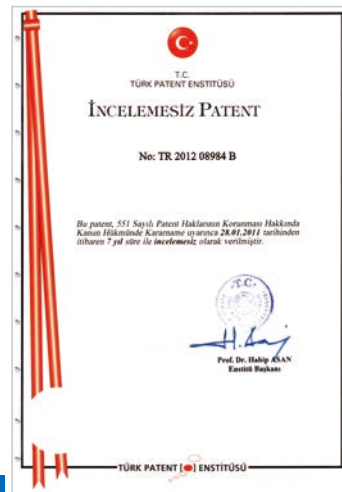 T.C.
TÜRK PATENT ENSTİTÜSÜ
İNCELEMESİZ PATENT
No: TR 2012 08984 B
Bu patent, 551 Sayılı Patent Haklarının Korunması Hakkında
Kanun Hükmünde Kararname uyarınca 28.01.2011 tarihinden
itibaren 7 yıl süre ile incelemesiz olarak verilmiştir.
T.C.
Prof. Dr. Habip ASAN
Enstitü Başkanı
TÜRK PATENT ENSTİTÜSÜ